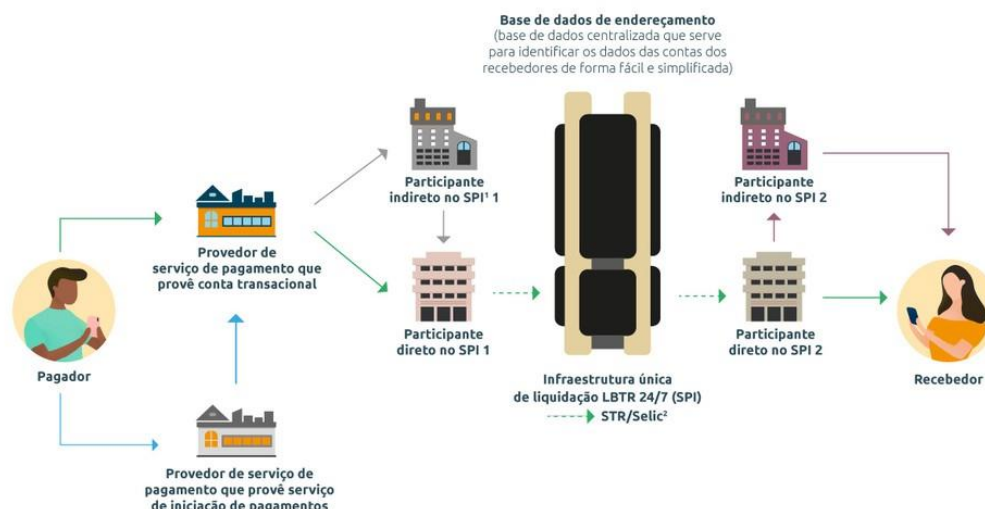 Base de dados de endereçamento
(base de dados centralizada que serve
para identificar os dados das contas dos
recebedores de forma fácil e simplificada)
Participante
indireto no SPI¹ 1
Participante
indireto no SPI 2
Provedor de
serviço de pagamento que
provê conta transacional
Participante
direto no SPI 1
Participante
direto no SPI 2
Pagador
Recebedor
Infraestrutura única
de liquidação LBTR 24/7 (SPI)
STR/Selic²
Provedor de serviço de
pagamento que provê serviço
de iniciação de pagamentos